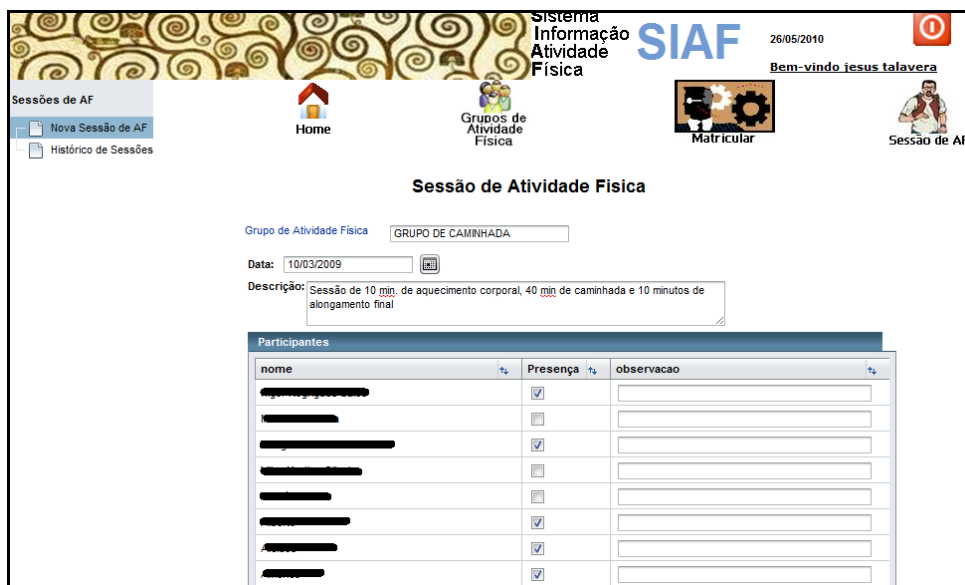 Sistema
Informação
Atividade
Física
SIAF
26/05/2010
Bem-vindo jesus talavera
Sessões de AF
Nova Sessão de AF
Histórico de Sessões
Home
Grupos de
Atividade
Física
Matricular
Sessão de AF
Sessão de Atividade Fisica
Grupo de Atividade Física GRUPO DE CAMINHADA
Data: 10/03/2009
Descrição: Sessão de 10 min. de aquecimento corporal, 40 min de caminhada e 10 minutos de
alongamento final
Participantes
nome Presença observacao